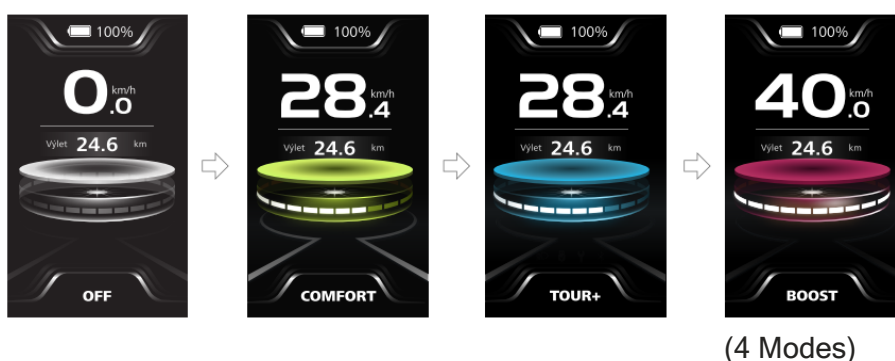 100%
0.0 km/h
Výlet 24.6 km
OFF
100%
28.4 km/h
Výlet 24.6 km
COMFORT
100%
28.4 km/h
Výlet 24.6 km
TOUR+
100%
40.0 km/h
Výlet 24.6 km
BOOST
(4 Modes)